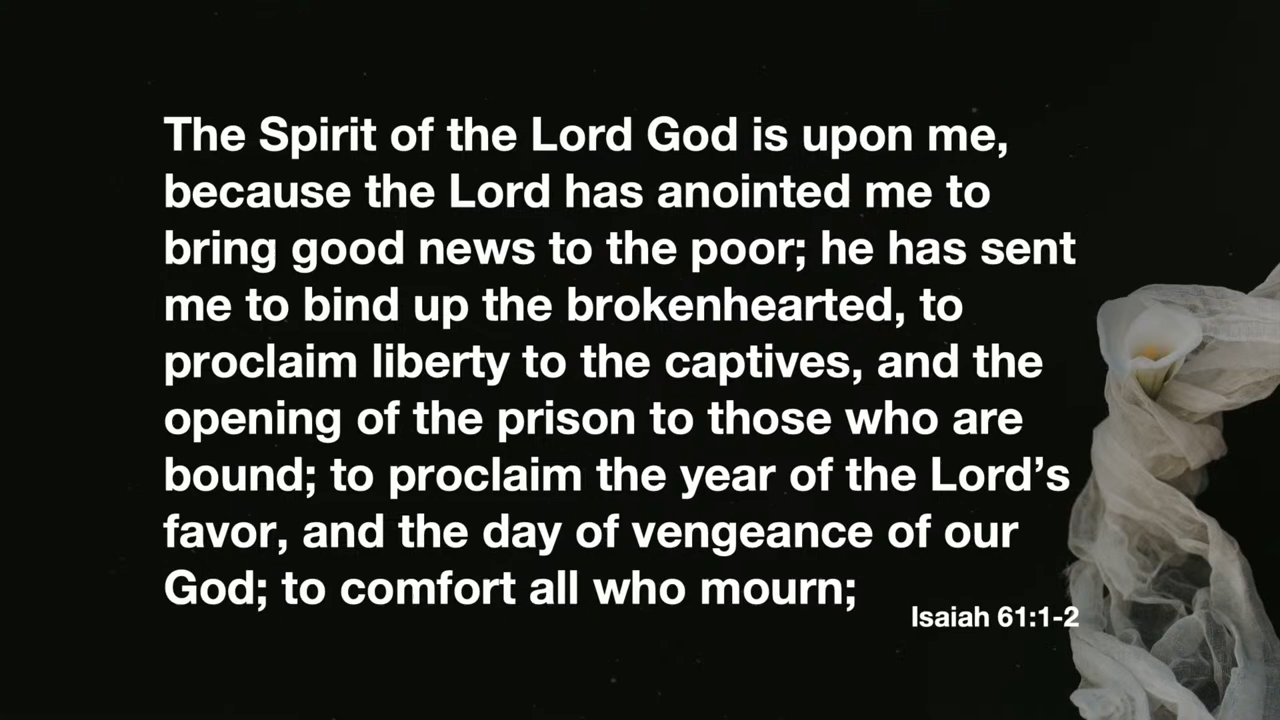 The Spirit of the Lord God is upon me,
because the Lord has anointed me to
bring good news to the poor; he has sent
me to bind up the brokenhearted, to
proclaim liberty to the captives, and the
opening of the prison to those who are
bound; to proclaim the year of the Lord’s
favor, and the day of vengeance of our
God; to comfort all who mourn;
Isaiah 61:1-2